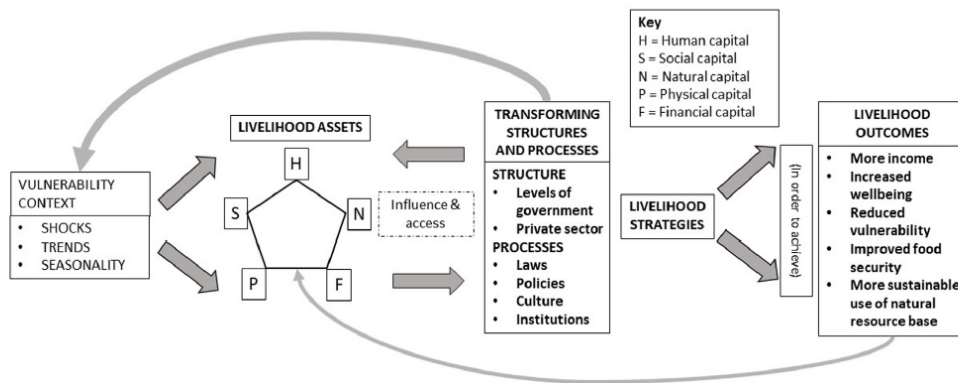 Key
H = Human capital
S = Social capital
N = Natural capital
P = Physical capital
F = Financial capital
VULNERABILITY
CONTEXT
• SHOCKS
• TRENDS
• SEASONALITY
LIVELIHOOD ASSETS
H
S
N
P
F
Influence &
access
TRANSFORMING
STRUCTURES
AND PROCESSES
STRUCTURE
• Levels of
government
• Private sector
PROCESSES
• Laws
• Policies
• Culture
• Institutions
LIVELIHOOD
STRATEGIES
(In order to achieve)
LIVELIHOOD
OUTCOMES
• More income
• Increased
wellbeing
• Reduced
vulnerability
• Improved food
security
• More sustainable
use of natural
resource base